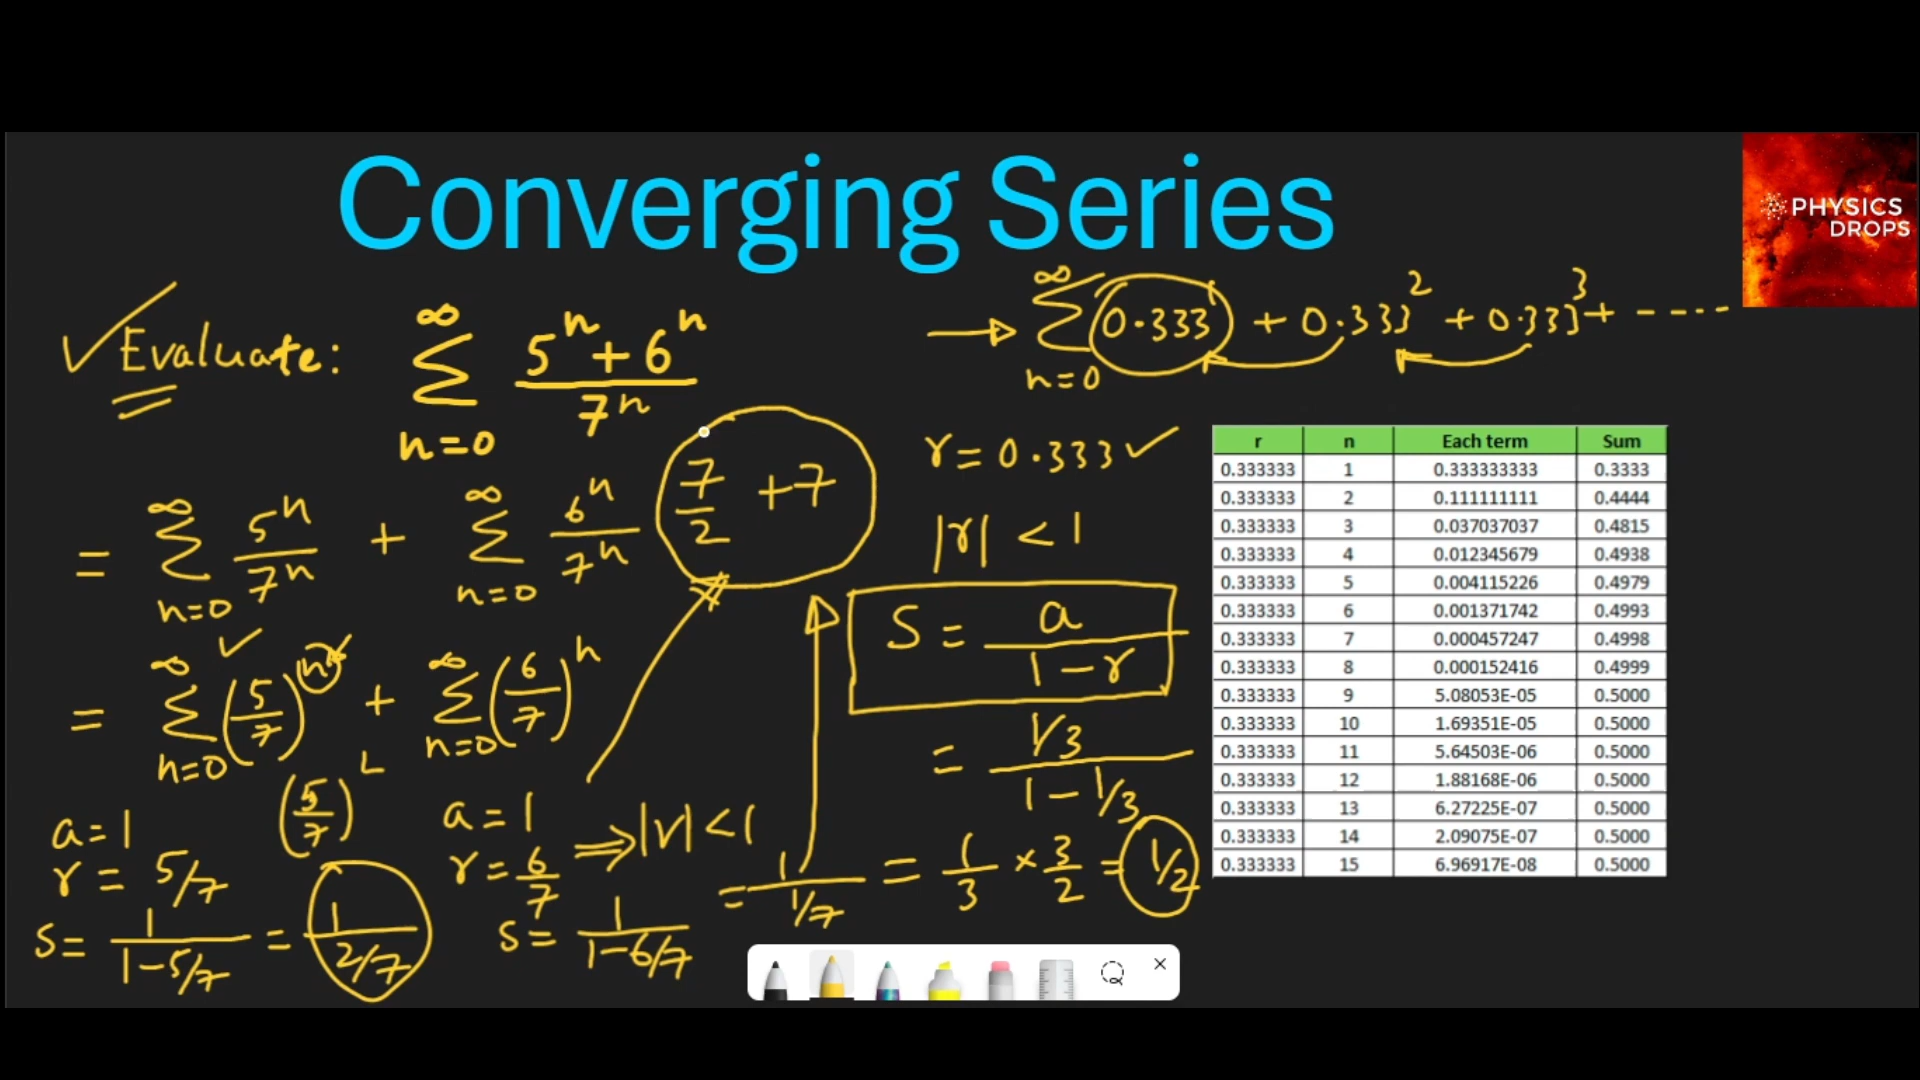 Converging Series
PHYSICS
DROPS
Evaluate: ∞ Σ n=0 (5^n + 6^n) / 7^n
= ∞ Σ n=0 5^n / 7^n + ∞ Σ n=0 6^n / 7^n
7/2 + 7
= ∞ Σ n=0 (5/7)^n + ∞ Σ n=0 (6/7)^n
(5/7)
a = 1
r = 5/7
S = 1 / (1 - 5/7) = 1 / (2/7)
a = 1
r = 6/7 ⇒ |r| < 1
S = 1 / (1 - 6/7) = 1 / (1/7)
→ ∞ Σ n=0 0.333 + 0.333^2 + 0.333^3 + - - - - -
r = 0.333 ✓
|r| < 1
S = a / (1 - r)
= 1/3 / (1 - 1/3)
= 1/3 × 3/2 = 1/2
r n Each term Sum
0.333333 1 0.333333333 0.3333
0.333333 2 0.111111111 0.4444
0.333333 3 0.037037037 0.4815
0.333333 4 0.012345679 0.4938
0.333333 5 0.004115226 0.4979
0.333333 6 0.001371742 0.4993
0.333333 7 0.000457247 0.4998
0.333333 8 0.000152416 0.4999
0.333333 9 5.08053E-05 0.5000
0.333333 10 1.69351E-05 0.5000
0.333333 11 5.64503E-06 0.5000
0.333333 12 1.88168E-06 0.5000
0.333333 13 6.27225E-07 0.5000
0.333333 14 2.09075E-07 0.5000
0.333333 15 6.96917E-08 0.5000